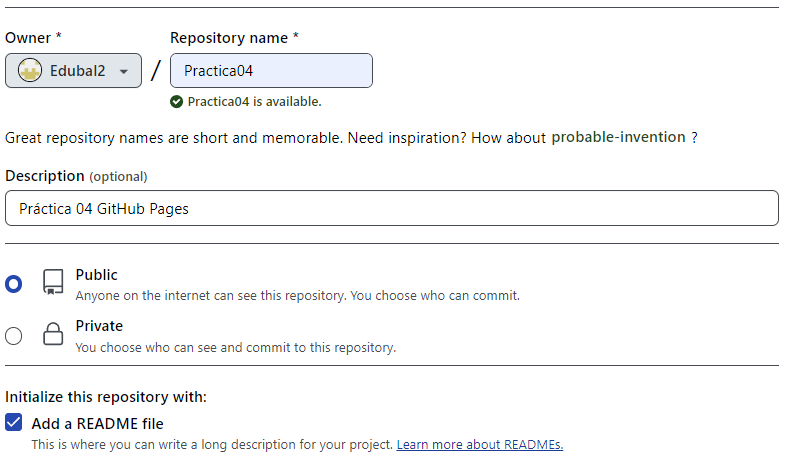 Owner * Repository name *
Edubal2 / Practica04
Practica04 is available.
Great repository names are short and memorable. Need inspiration? How about probable-invention ?
Description (optional)
Práctica 04 GitHub Pages
Public
Anyone on the internet can see this repository. You choose who can commit.
Private
You choose who can see and commit to this repository.
Initialize this repository with:
Add a README file
This is where you can write a long description for your project. Learn more about READMEs.